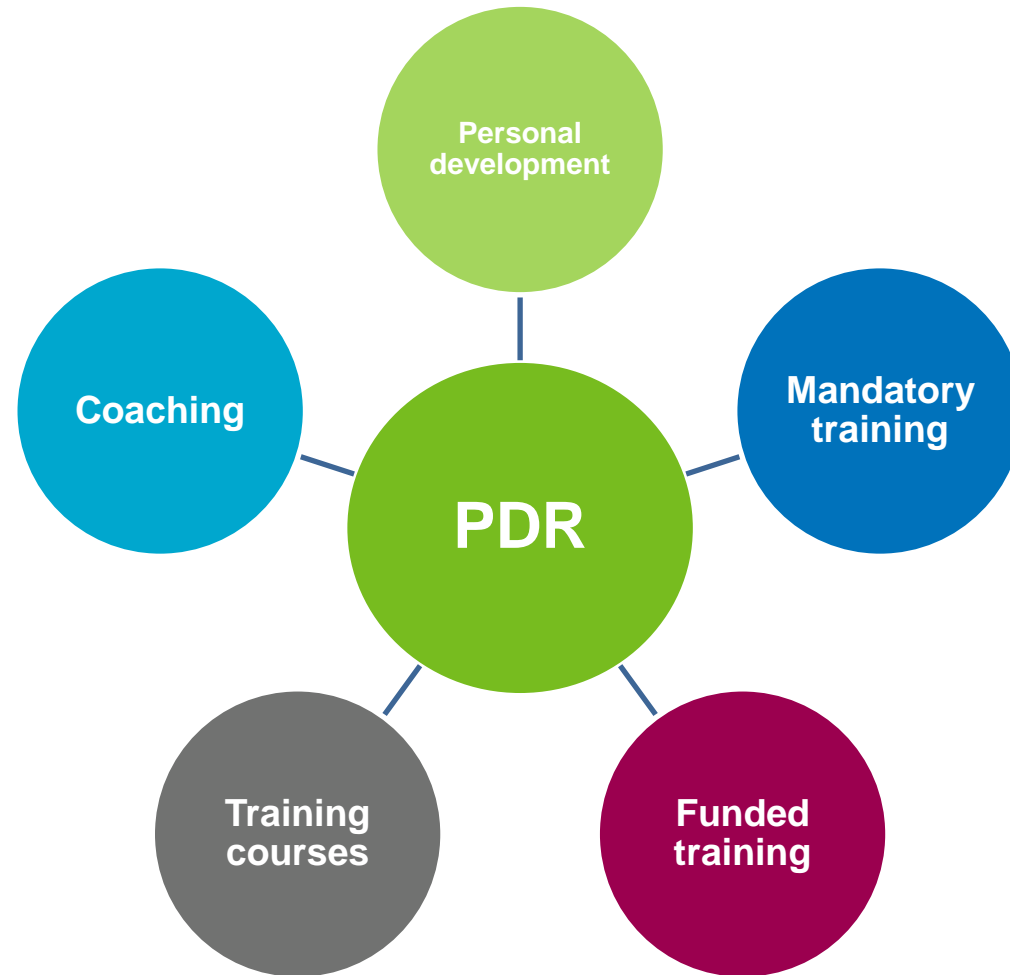 Personal
development
Coaching
Mandatory
training
PDR
Training
courses
Funded
training